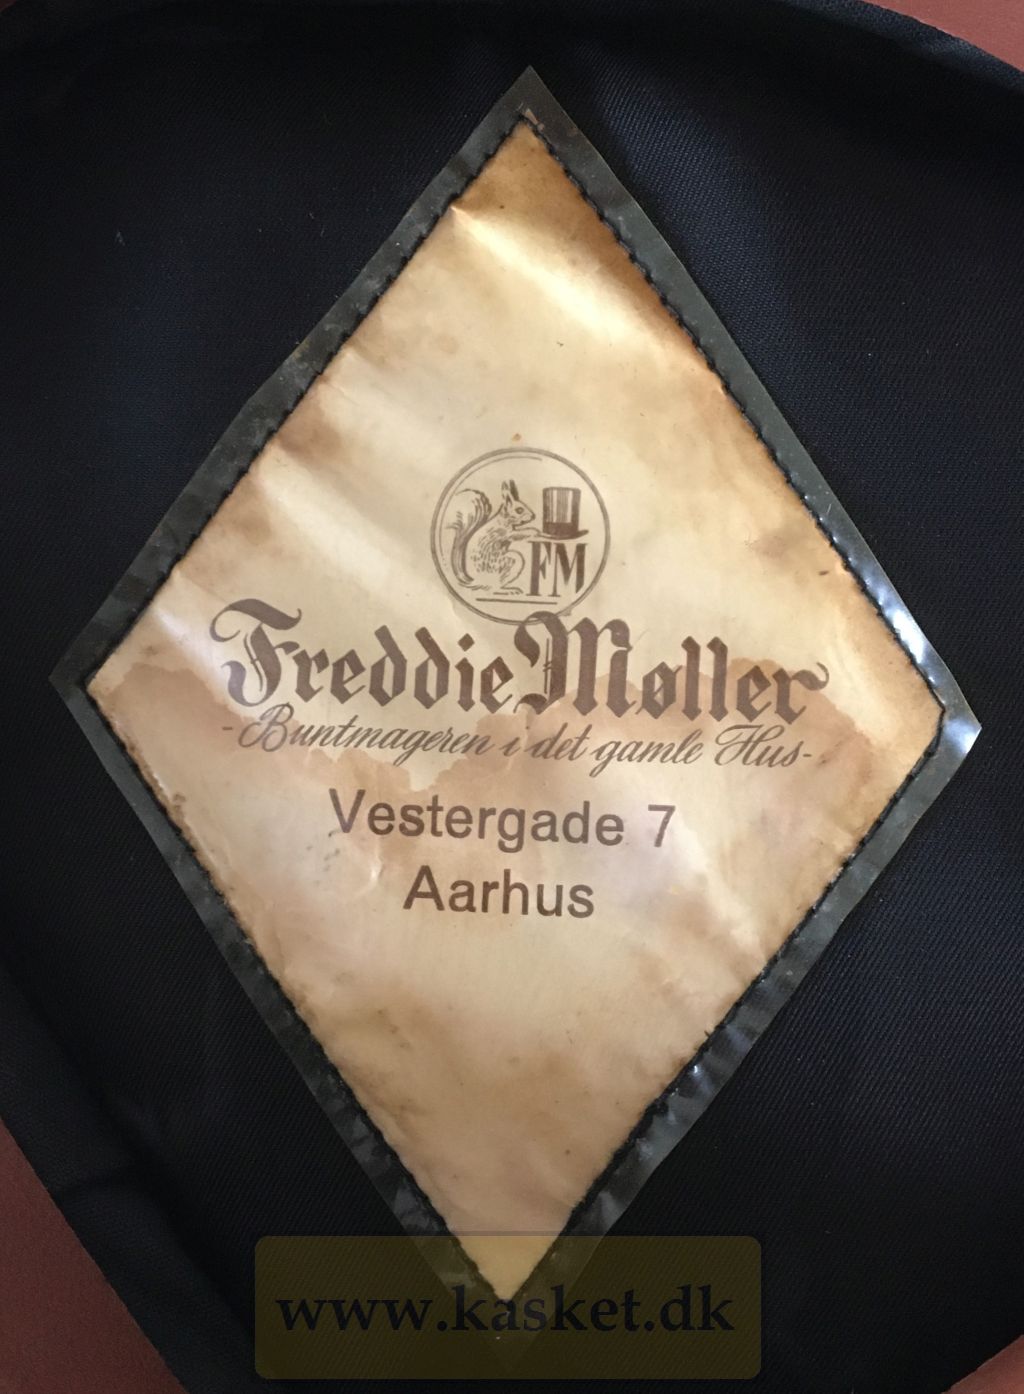 FM
Freddie Møller
- Buntmageren i det gamle Hus -
Vestergade 7
Aarhus
www.kasket.dk